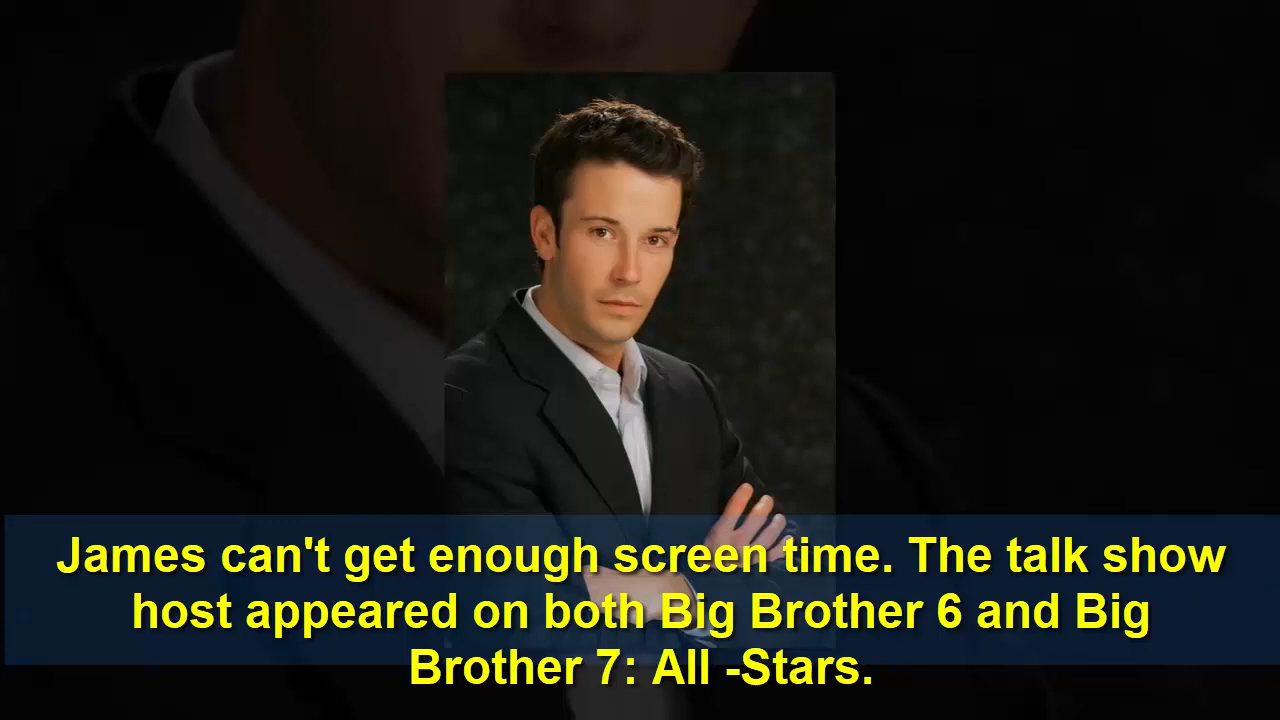 James can't get enough screen time. The talk show
host appeared on both Big Brother 6 and Big
Brother 7: All -Stars.